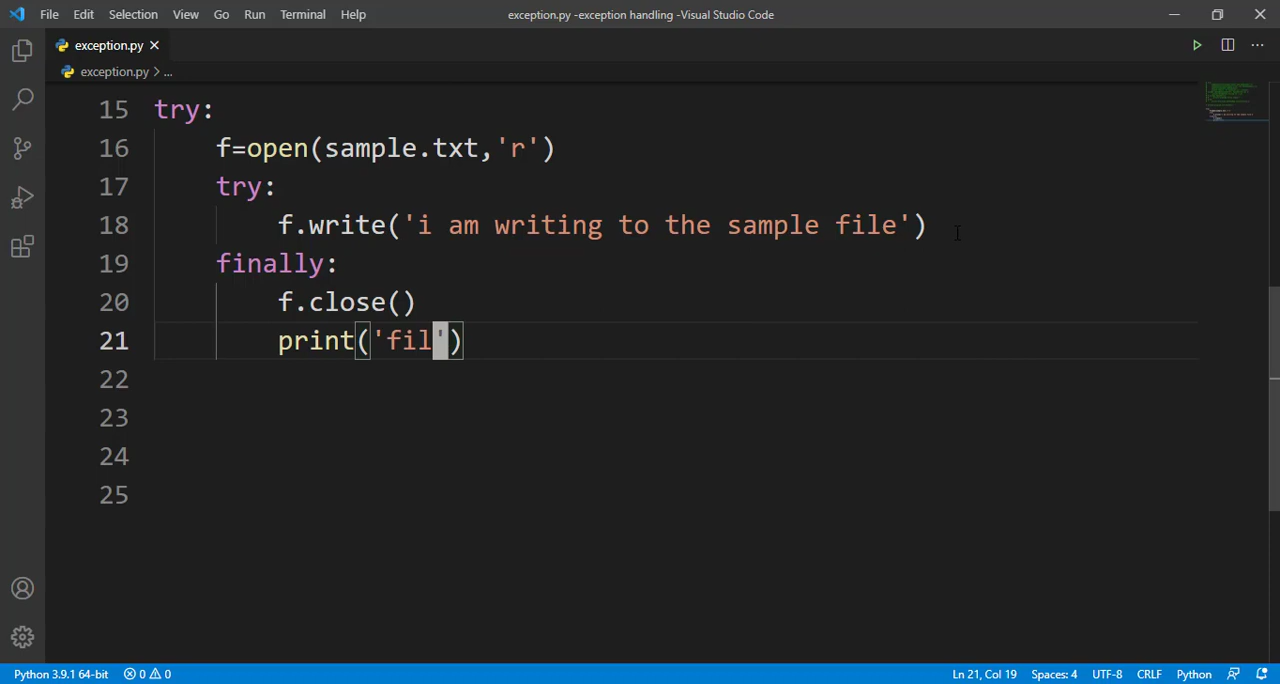 File Edit Selection View Go Run Terminal Help exception.py -exception handling -Visual Studio Code
exception.py
exception.py > ...
15 try:
16 f=open(sample.txt,'r')
17 try:
18 f.write('i am writing to the sample file')
19 finally:
20 f.close()
21 print('fil')
22
23
24
25
Python 3.9.1 64-bit 0 0 Ln 21, Col 19 Spaces: 4 UTF-8 CRLF Python